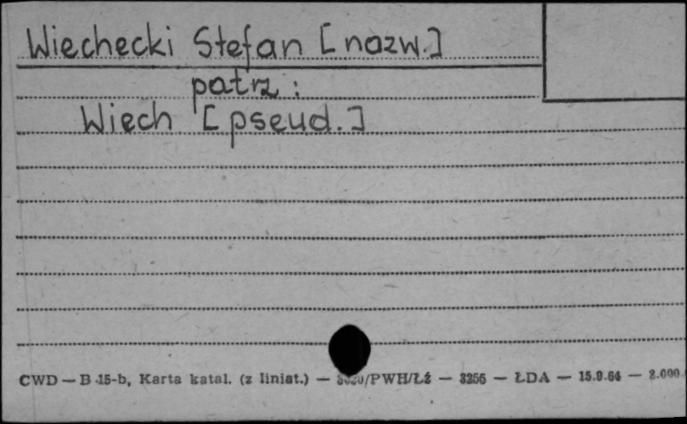 Wiechecki Stefan [nazw.]
patrz:
Wiech [pseud.]
CWD — B-15-b, Karta katal. (z liniat.) — /PWH/Łź — 3256 — ŁDA — 15.9.64 — 2.000